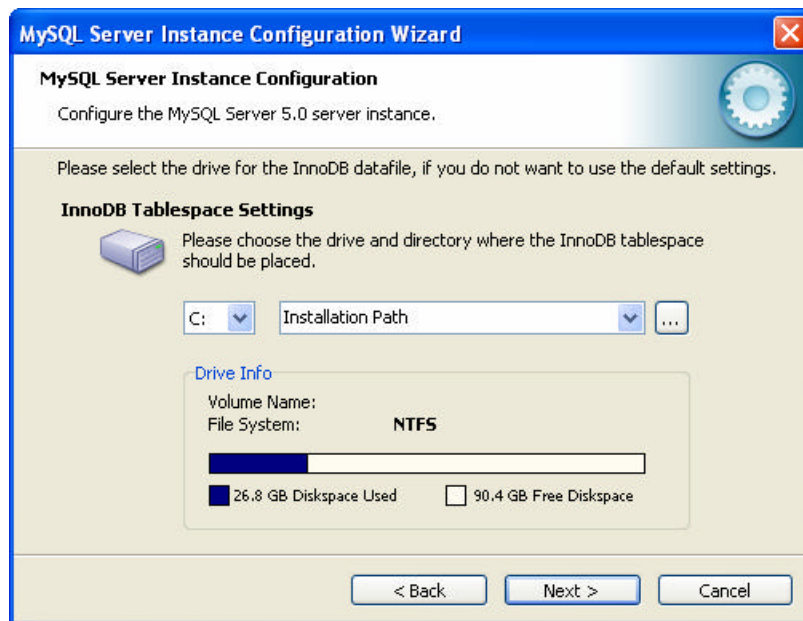 MySQL Server Instance Configuration Wizard
MySQL Server Instance Configuration
Configure the MySQL Server 5.0 server instance.
Please select the drive for the InnoDB datafile, if you do not want to use the default settings.
InnoDB Tablespace Settings
Please choose the drive and directory where the InnoDB tablespace
should be placed.
C: Installation Path ...
Drive Info
Volume Name:
File System: NTFS
26.8 GB Diskspace Used 90.4 GB Free Diskspace
< Back Next > Cancel